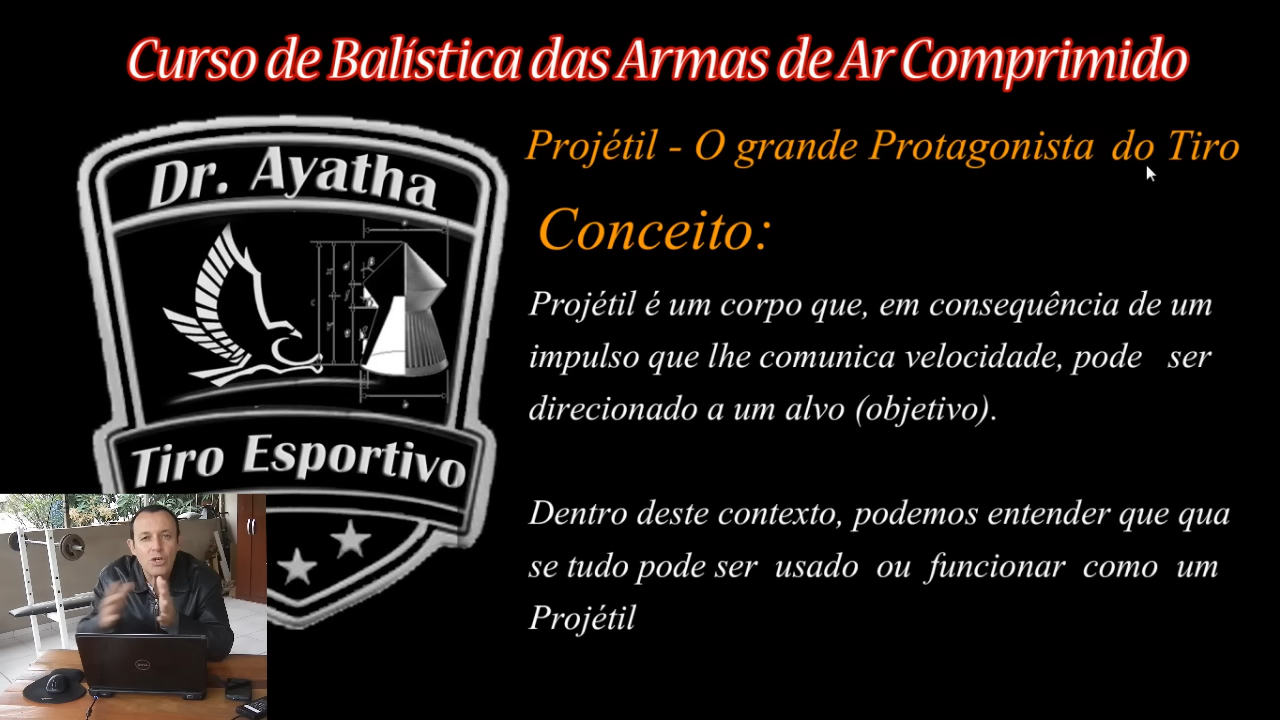 Curso de Balística das Armas de Ar Comprimido
Dr. Ayatha
Tiro Esportivo
Projétil - O grande Protagonista do Tiro
Conceito:
Projétil é um corpo que, em consequência de um
impulso que lhe comunica velocidade, pode ser
direcionado a um alvo (objetivo).
Dentro deste contexto, podemos entender que qua
se tudo pode ser usado ou funcionar como um
Projétil